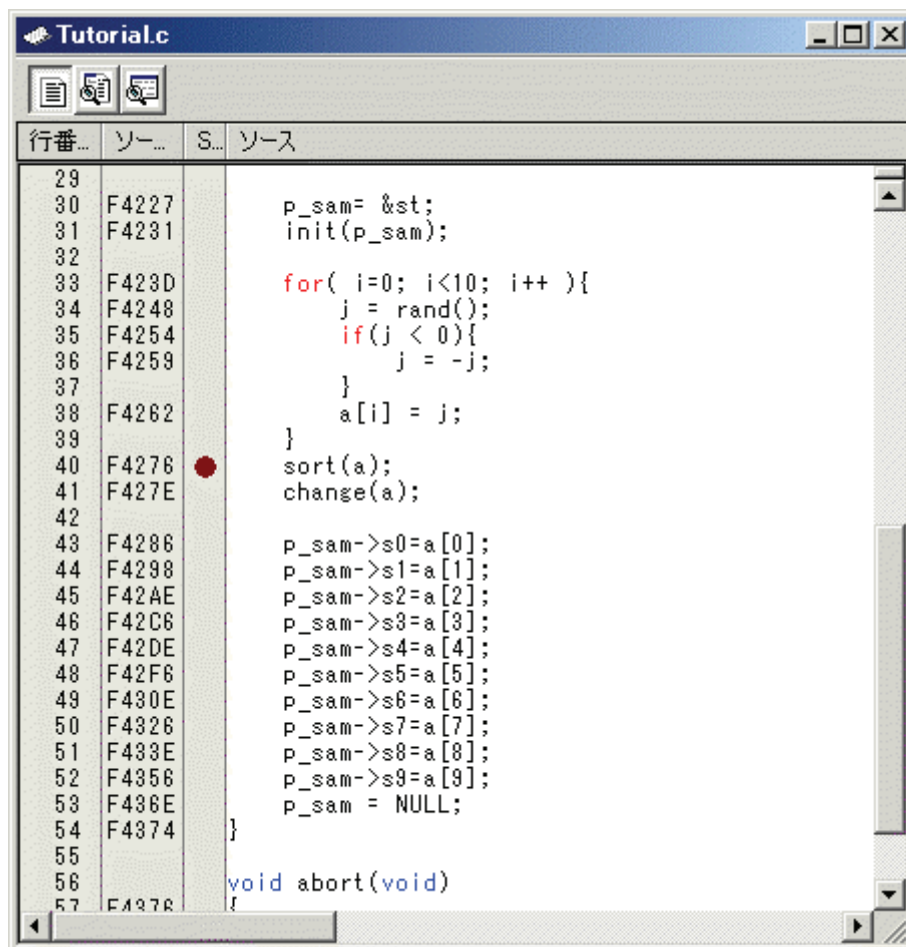 Tutorial.c
行番... ソー... S... ソース
29
30 F4227 p_sam= &st;
31 F4231 init(p_sam);
32
33 F423D for( i=0; i<10; i++ ){
34 F4248 j = rand();
35 F4254 if(j < 0){
36 F4259 j = -j;
37 }
38 F4262 a[i] = j;
39 }
40 F4276 sort(a);
41 F427E change(a);
42
43 F4286 p_sam->s0=a[0];
44 F4298 p_sam->s1=a[1];
45 F42AE p_sam->s2=a[2];
46 F42C6 p_sam->s3=a[3];
47 F42DE p_sam->s4=a[4];
48 F42F6 p_sam->s5=a[5];
49 F430E p_sam->s6=a[6];
50 F4326 p_sam->s7=a[7];
51 F433E p_sam->s8=a[8];
52 F4356 p_sam->s9=a[9];
53 F436E p_sam = NULL;
54 F4374 }
55
56 void abort(void)
57 F4376 {